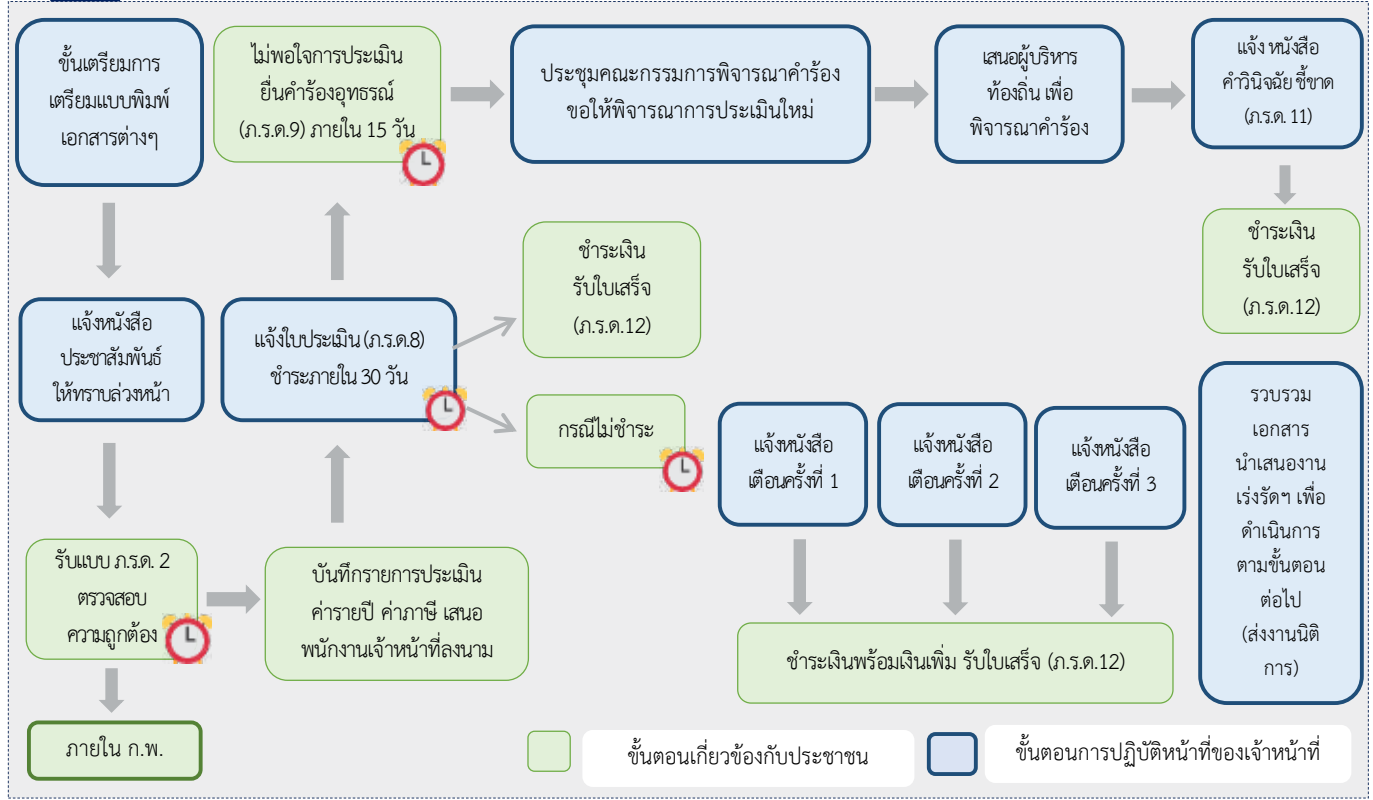 ขั้นเตรียมการ
เตรียมแบบพิมพ์
เอกสารต่างๆ
ไม่พอใจการประเมิน
ยื่นคำร้องอุทธรณ์
(ภ.ร.ด.9) ภายใน 15 วัน
ประชุมคณะกรรมการพิจารณาคำร้อง
ขอให้พิจารณาการประเมินใหม่
เสนอผู้บริหาร
ท้องถิ่น เพื่อ
พิจารณาคำร้อง
แจ้ง หนังสือ
คำวินิจฉัย ชี้ขาด
(ภ.ร.ด. 11)
ชำระเงิน
รับใบเสร็จ
(ภ.ร.ด.12)
แจ้งหนังสือ
ประชาสัมพันธ์
ให้ทราบล่วงหน้า
แจ้งใบประเมิน (ภ.ร.ด.8)
ชำระภายใน 30 วัน
ชำระเงิน
รับใบเสร็จ
(ภ.ร.ด.12)
กรณีไม่ชำระ
แจ้งหนังสือ
เตือนครั้งที่ 1
แจ้งหนังสือ
เตือนครั้งที่ 2
แจ้งหนังสือ
เตือนครั้งที่ 3
รวบรวม
เอกสาร
นำเสนองาน
เร่งรัดฯ เพื่อ
ดำเนินการ
ตามขั้นตอน
ต่อไป
(ส่งงานนิติ
การ)
รับแบบ ภ.ร.ด. 2
ตรวจสอบ
ความถูกต้อง
บันทึกรายการประเมิน
ค่ารายปี ค่าภาษี เสนอ
พนักงานเจ้าหน้าที่ลงนาม
ชำระเงินพร้อมเงินเพิ่ม รับใบเสร็จ (ภ.ร.ด.12)
ภายใน ก.พ.
ขั้นตอนเกี่ยวข้องกับประชาชน
ขั้นตอนการปฏิบัติหน้าที่ของเจ้าหน้าที่